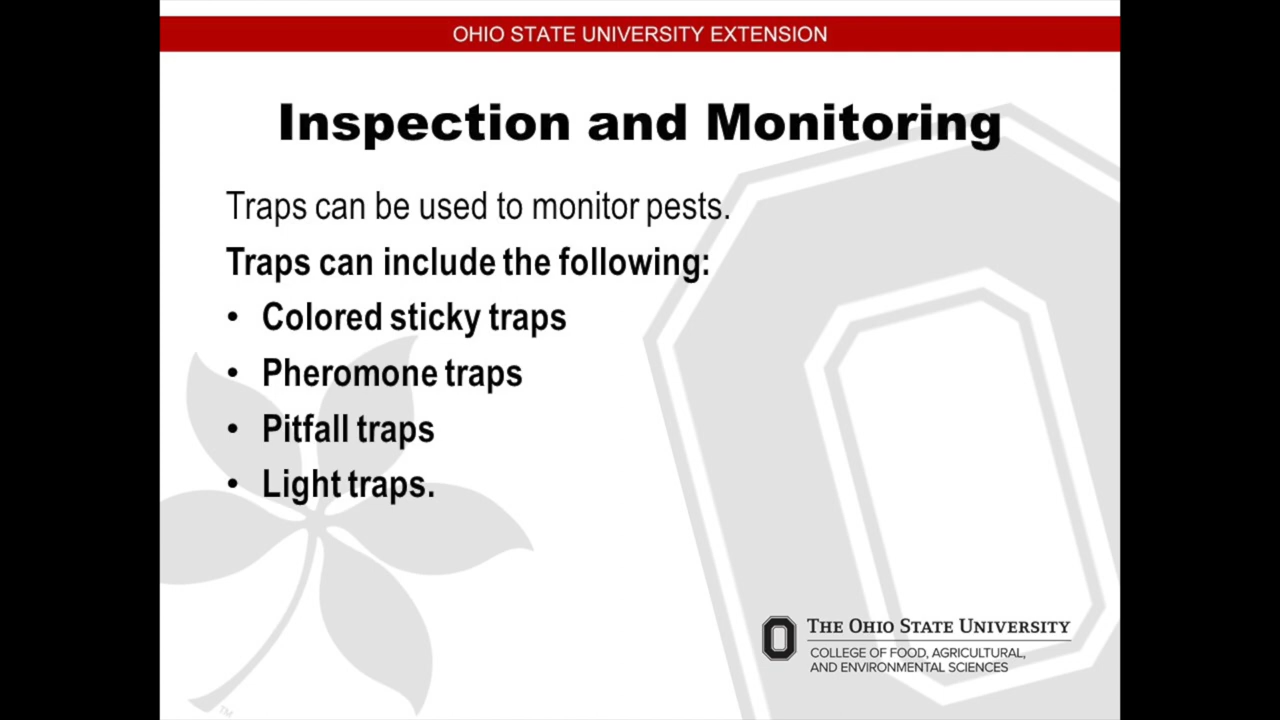 OHIO STATE UNIVERSITY EXTENSION
Inspection and Monitoring
Traps can be used to monitor pests.
Traps can include the following:
• Colored sticky traps
• Pheromone traps
• Pitfall traps
• Light traps.
THE OHIO STATE UNIVERSITY
COLLEGE OF FOOD, AGRICULTURAL,
AND ENVIRONMENTAL SCIENCES
TM